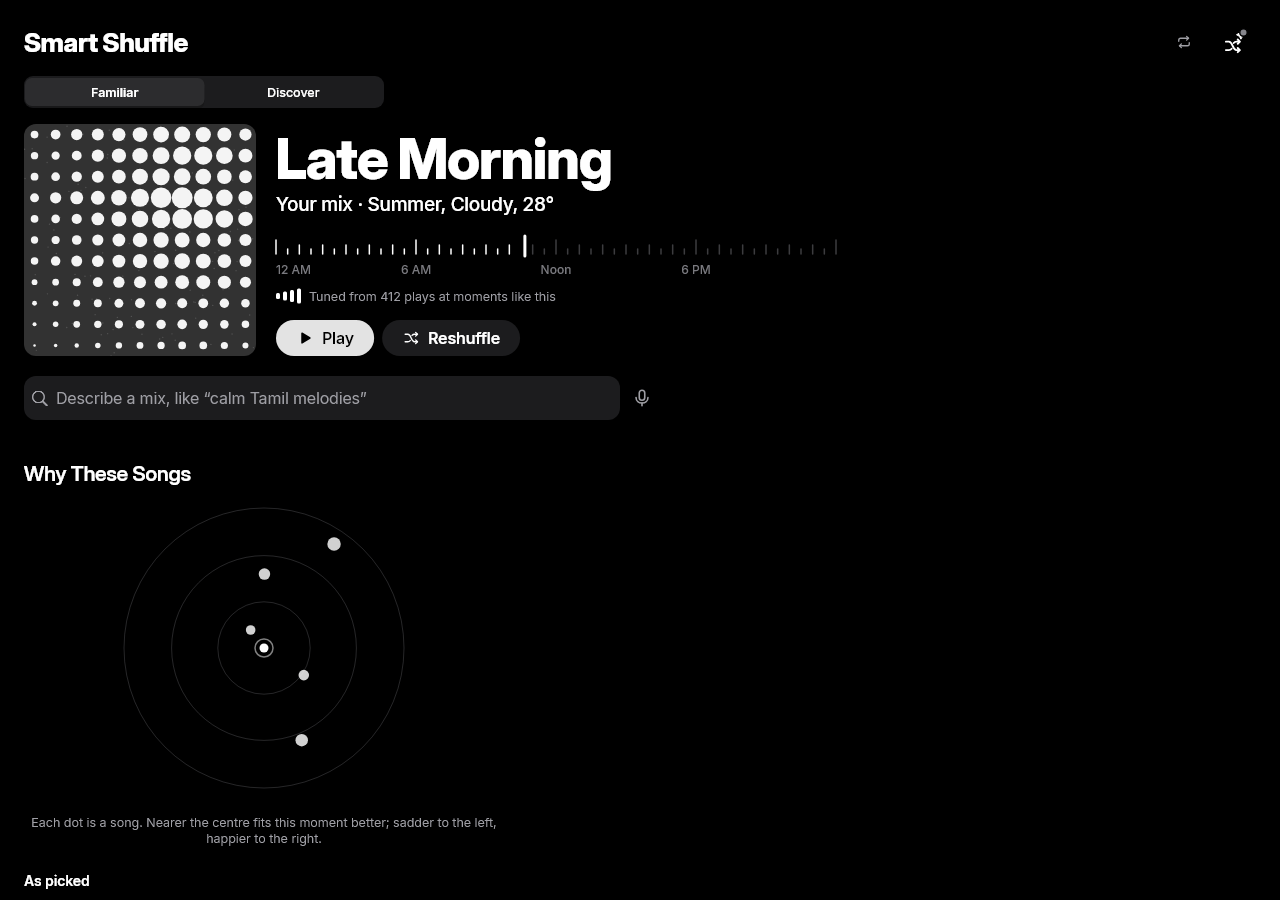 Smart Shuffle
Familiar
Discover
Late Morning
Your mix · Summer, Cloudy, 28°
12 AM
6 AM
Noon
6 PM
Tuned from 412 plays at moments like this
Play
Reshuffle
Describe a mix, like “calm Tamil melodies”
Why These Songs
Each dot is a song. Nearer the centre fits this moment better; sadder to the left,
happier to the right.
As picked